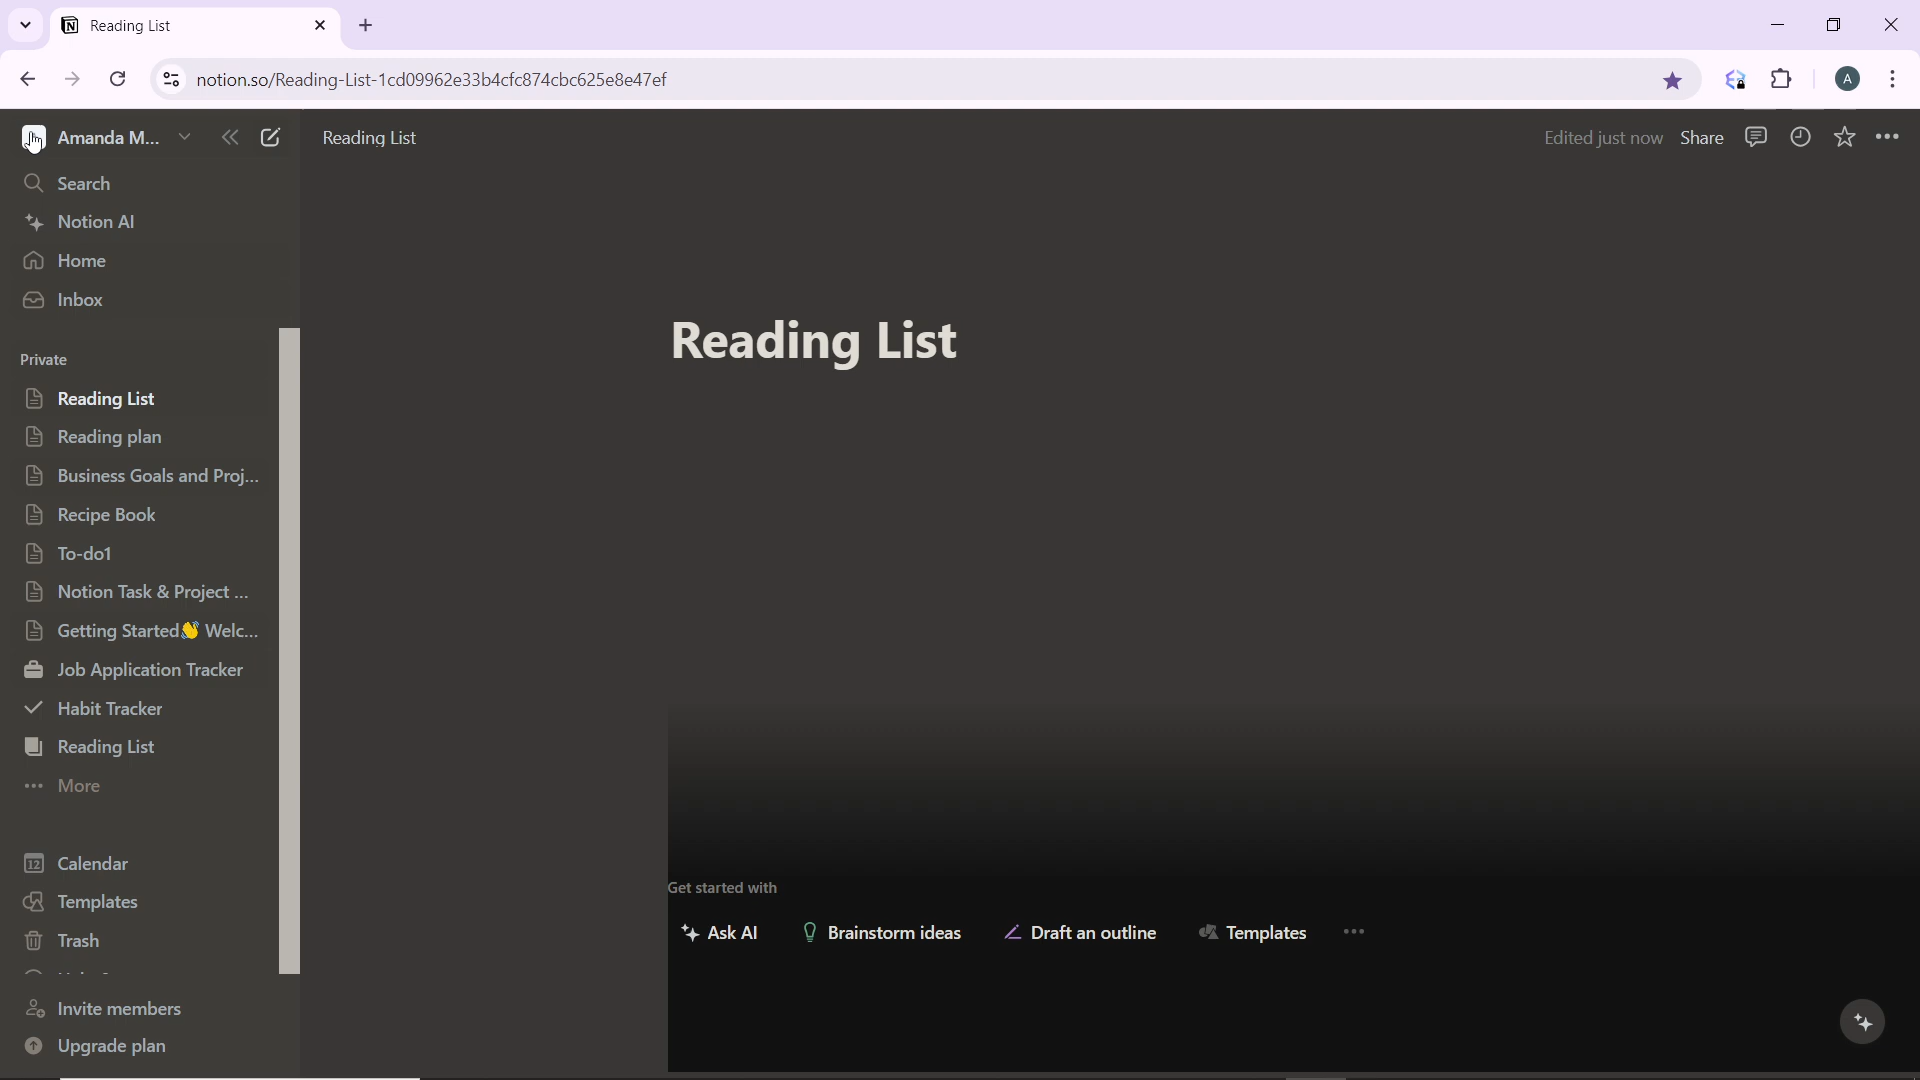 Reading List
notion.so/Reading-List-1cd09962e33b4cfc874cbc625e8e47ef
A
Amanda M...
Reading List
Edited just now
Share
Search
Notion AI
Home
Inbox
Private
Reading List
Reading plan
Business Goals and Proj...
Recipe Book
To-do1
Notion Task & Project ...
Getting Started👋 Welc...
Job Application Tracker
Habit Tracker
Reading List
More
12
Calendar
Templates
Trash
Invite members
Upgrade plan
Reading List
Get started with
Ask AI
Brainstorm ideas
Draft an outline
Templates